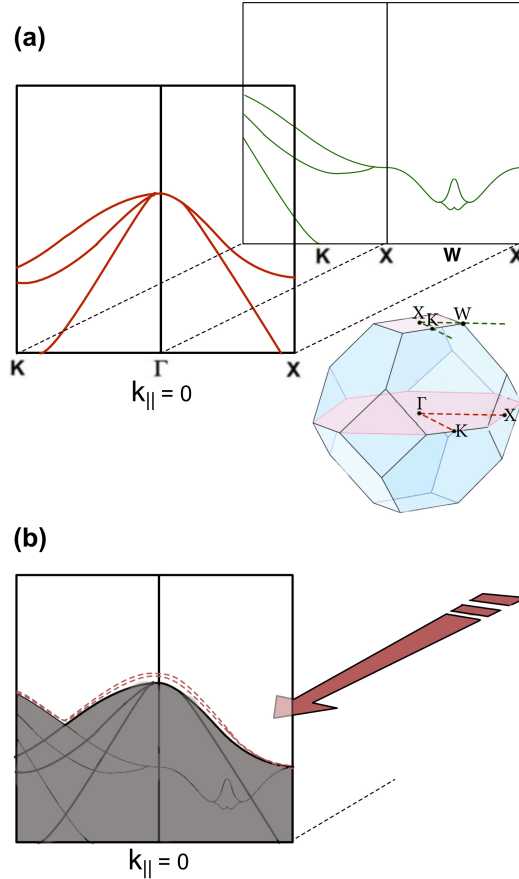 (a)
K X W X
K Γ X
k|| = 0
X K W
Γ X
K
(b)
k|| = 0